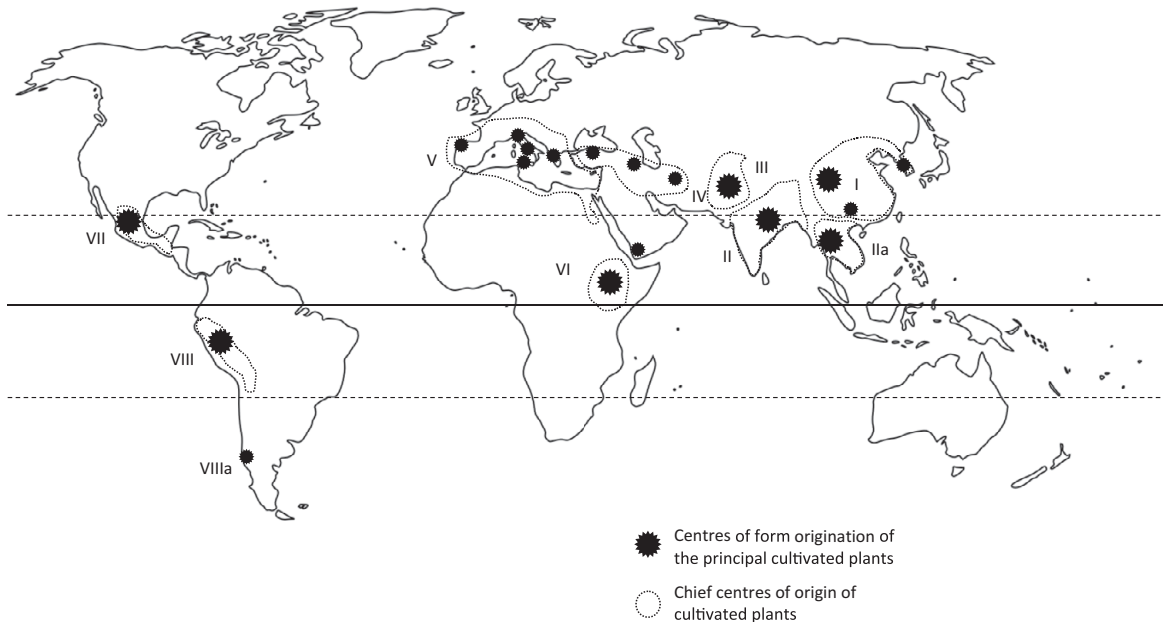 V
III
I
IV
VII
II
IIa
VI
VIII
VIIIa
Centres of form origination of
the principal cultivated plants
Chief centres of origin of
cultivated plants